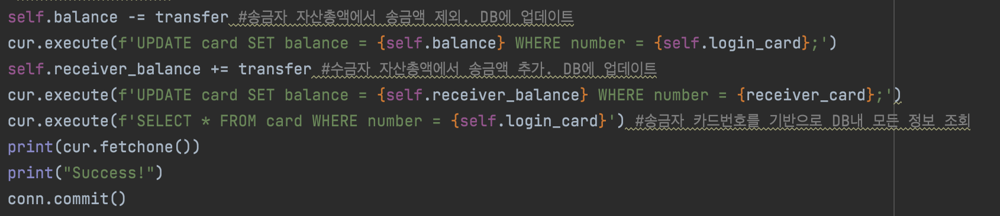 self.balance -= transfer #송금자 자산총액에서 송금액 제외. DB에 업데이트
cur.execute(f'UPDATE card SET balance = {self.balance} WHERE number = {self.login_card};')
self.receiver_balance += transfer #수금자 자산총액에서 송금액 추가. DB에 업데이트
cur.execute(f'UPDATE card SET balance = {self.receiver_balance} WHERE number = {receiver_card};')
cur.execute(f'SELECT * FROM card WHERE number = {self.login_card}') #송금자 카드번호를 기반으로 DB내 모든 정보 조회
print(cur.fetchone())
print("Success!")
conn.commit()